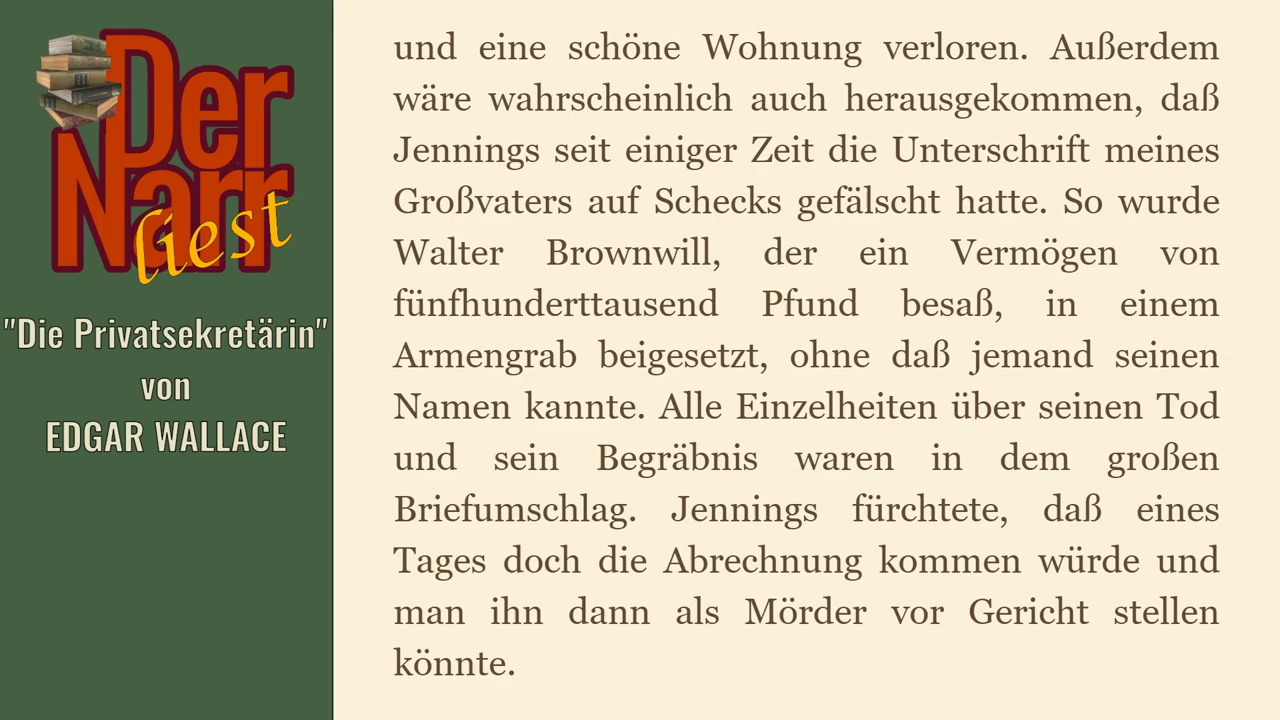 Der
Narr
liest
"Die Privatsekretärin"
von
EDGAR WALLACE
und eine schöne Wohnung verloren. Außerdem
wäre wahrscheinlich auch herausgekommen, daß
Jennings seit einiger Zeit die Unterschrift meines
Großvaters auf Schecks gefälscht hatte. So wurde
Walter Brownwill, der ein Vermögen von
fünfhunderttausend Pfund besaß, in einem
Armengrab beigesetzt, ohne daß jemand seinen
Namen kannte. Alle Einzelheiten über seinen Tod
und sein Begräbnis waren in dem großen
Briefumschlag. Jennings fürchtete, daß eines
Tages doch die Abrechnung kommen würde und
man ihn dann als Mörder vor Gericht stellen
könnte.